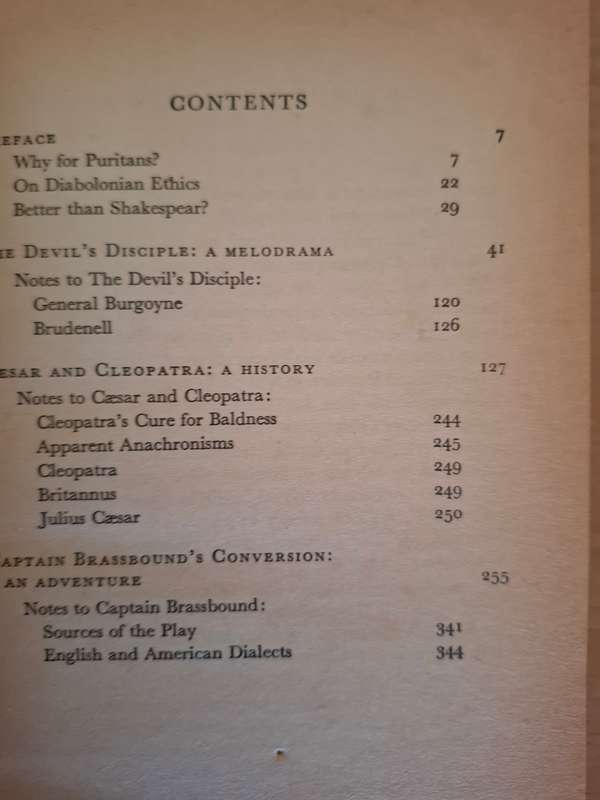 CONTENTS
EFACE 7
Why for Puritans? 7
On Diabolonian Ethics 22
Better than Shakespear? 29
E DEVIL'S DISCIPLE: A MELODRAMA 41
Notes to The Devil's Disciple:
General Burgoyne 120
Brudenell 126
ESAR AND CLEOPATRA: A HISTORY 127
Notes to Cæsar and Cleopatra:
Cleopatra's Cure for Baldness 244
Apparent Anachronisms 245
Cleopatra 249
Britannus 249
Julius Cæsar 250
APTAIN BRASSBOUND'S CONVERSION:
AN ADVENTURE 255
Notes to Captain Brassbound:
Sources of the Play 341
English and American Dialects 344